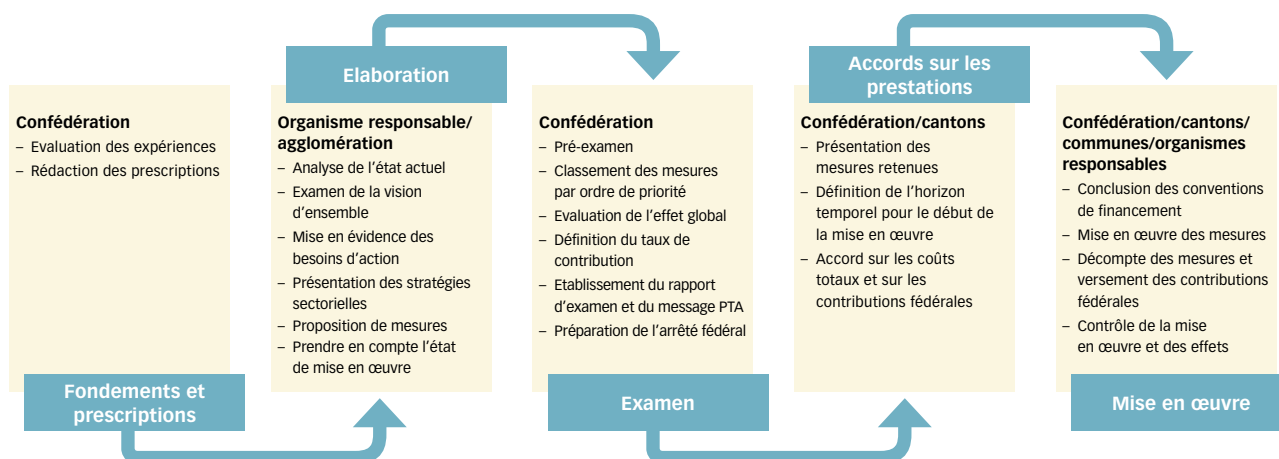 Confédération
– Evaluation des expériences
– Rédaction des prescriptions
Fondements et
prescriptions
Elaboration
Organisme responsable/
agglomération
– Analyse de l’état actuel
– Examen de la vision
d’ensemble
– Mise en évidence des
besoins d’action
– Présentation des stratégies
sectorielles
– Proposition de mesures
– Prendre en compte l’état
de mise en œuvre
Confédération
– Pré-examen
– Classement des mesures
par ordre de priorité
– Evaluation de l’effet global
– Définition du taux de
contribution
– Etablissement du rapport
d’examen et du message PTA
– Préparation de l’arrêté fédéral
Examen
Accords sur les
prestations
Confédération/cantons
– Présentation des
mesures retenues
– Définition de l’horizon
temporel pour le début de
la mise en œuvre
– Accord sur les coûts
totaux et sur les
contributions fédérales
Confédération/cantons/
communes/organismes
responsables
– Conclusion des conventions
de financement
– Mise en œuvre des mesures
– Décompte des mesures et
versement des contributions
fédérales
– Contrôle de la mise
en œuvre et des effets
Mise en œuvre